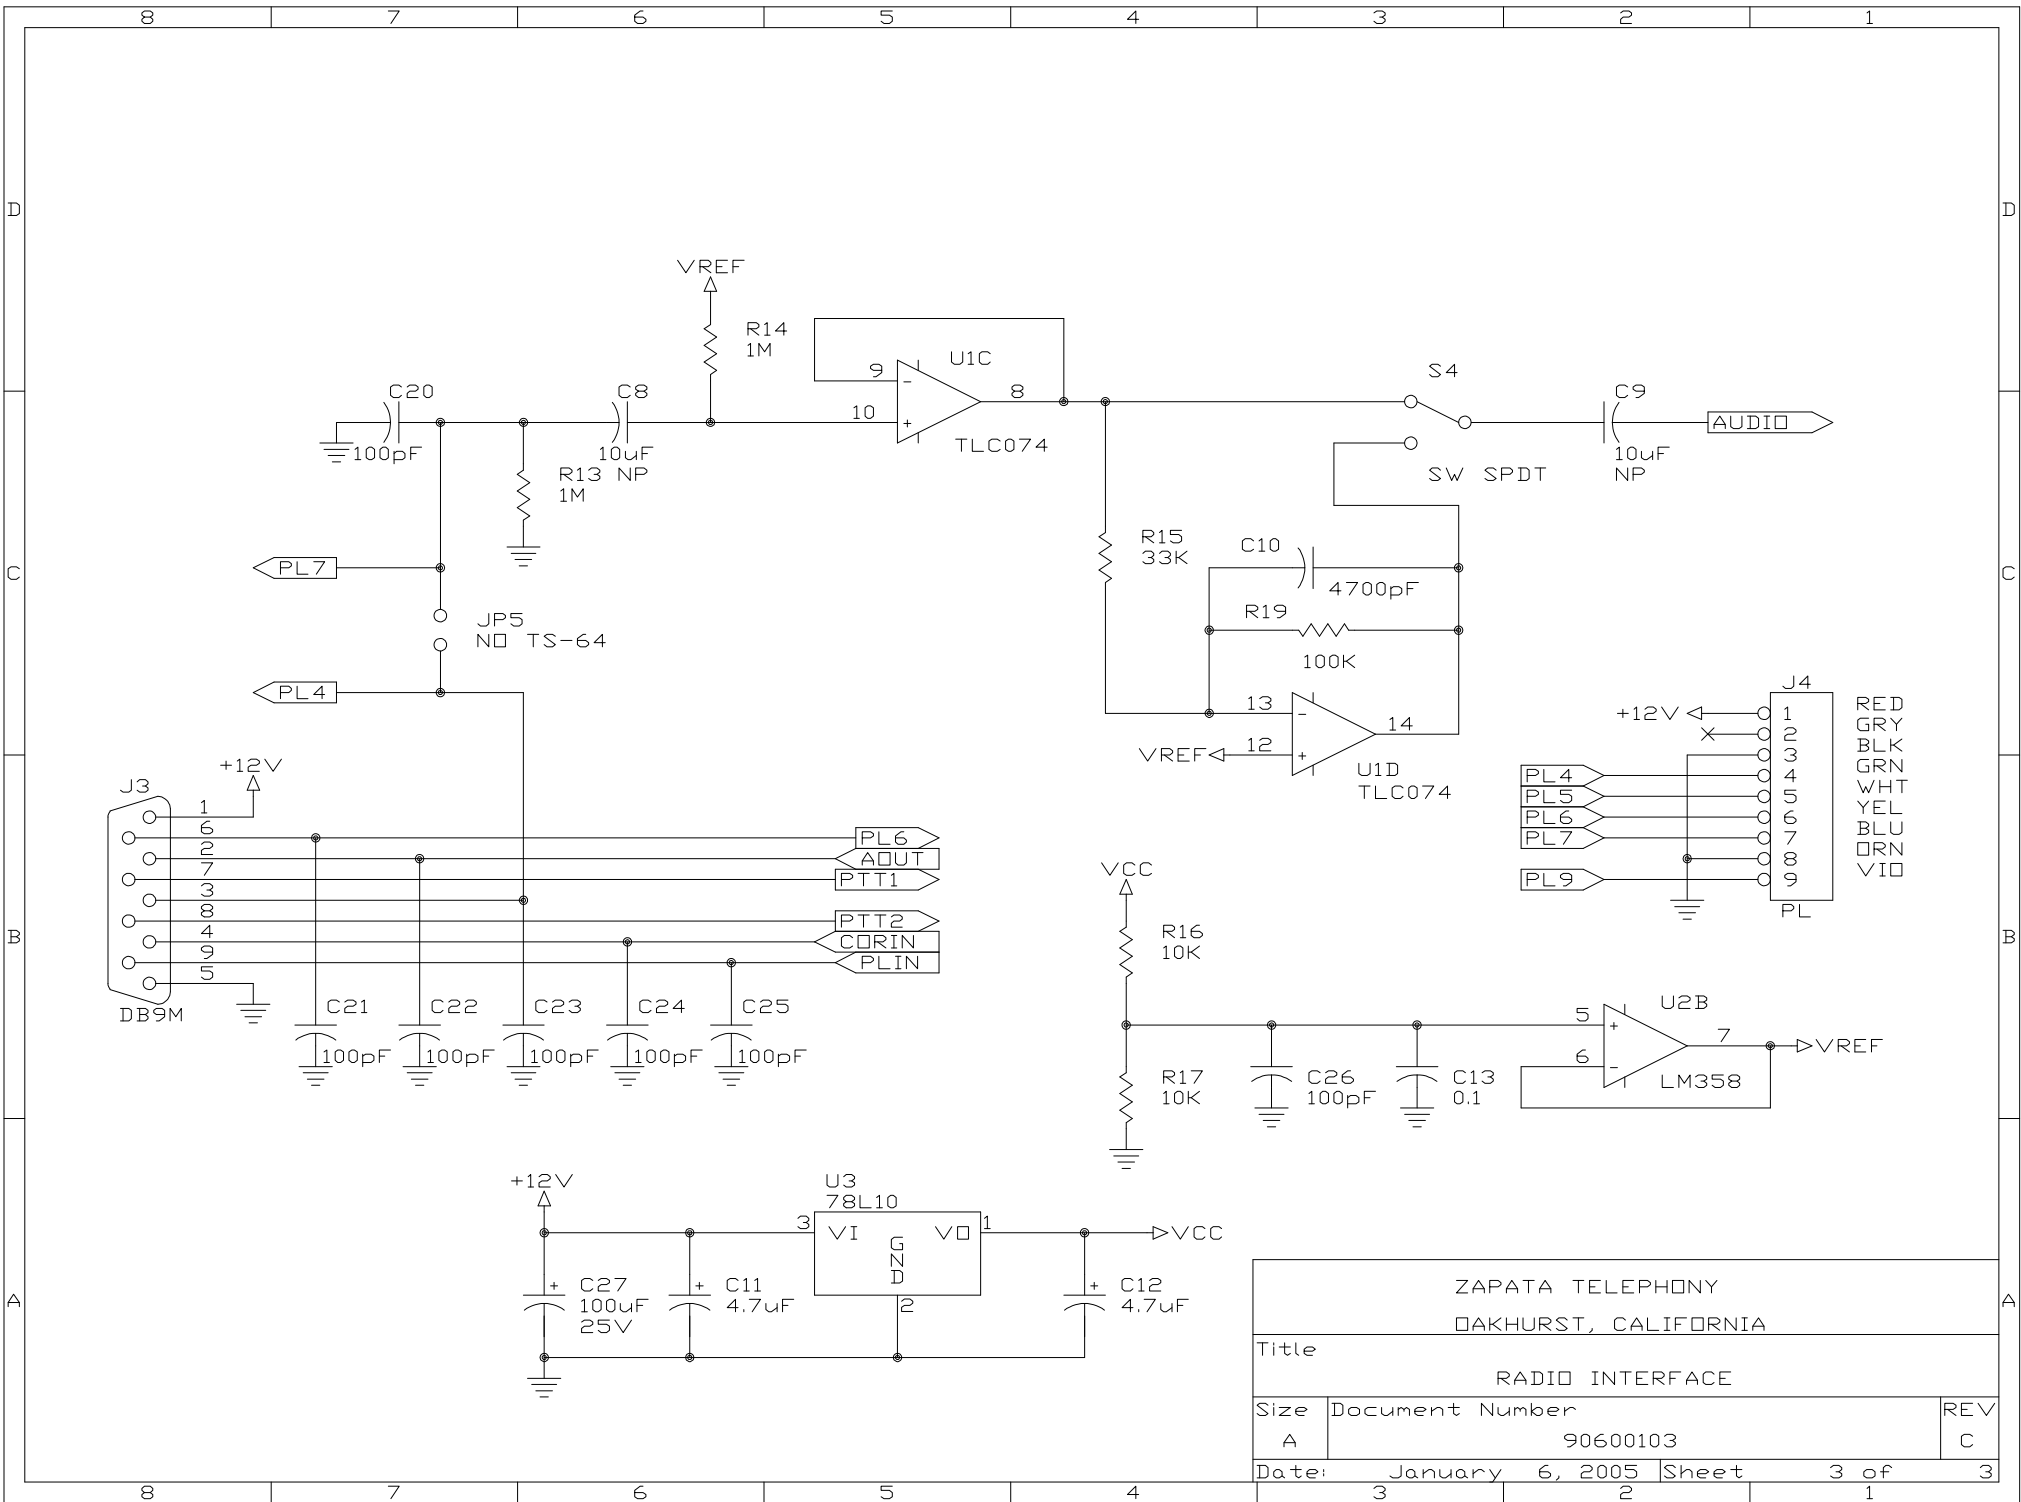 8 7 6 5 4 3 2 1
D
D
VREF
R14
1M
U1C
9
-
8
10
+
TLC074
C20
100pF
C8
10uF
NP
R13
1M
S4
SW SPDT
C9
10uF
NP
AUDIO
C
C
PL7
JP5
NO TS-64
PL4
R15
33K
C10
4700pF
R19
100K
13
-
14
VREF
12
+
U1D
TLC074
J4
+12V
1
2
3
4
5
6
7
8
9
RED
GRY
BLK
GRN
WHT
YEL
BLU
ORN
VIO
PL4
PL5
PL6
PL7
PL9
PL
B
B
J3
+12V
1
6
2
7
3
8
4
9
5
DB9M
PL6
AOUT
PTT1
PTT2
CORIN
PLIN
C21
100pF
C22
100pF
C23
100pF
C24
100pF
C25
100pF
VCC
R16
10K
R17
10K
C26
100pF
C13
0.1
U2B
5
+
7
6
-
VREF
LM358
A
A
+12V
U3
78L10
3
VI
VO
1
GND
2
VCC
C27
100uF
25V
+
C11
4.7uF
+
C12
4.7uF
+
ZAPATA TELEPHONY
OAKHURST, CALIFORNIA
Title
RADIO INTERFACE
Size
A
Document Number
90600103
REV
C
Date: January 6, 2005
Sheet 3 of 3
8 7 6 5 4 3 2 1